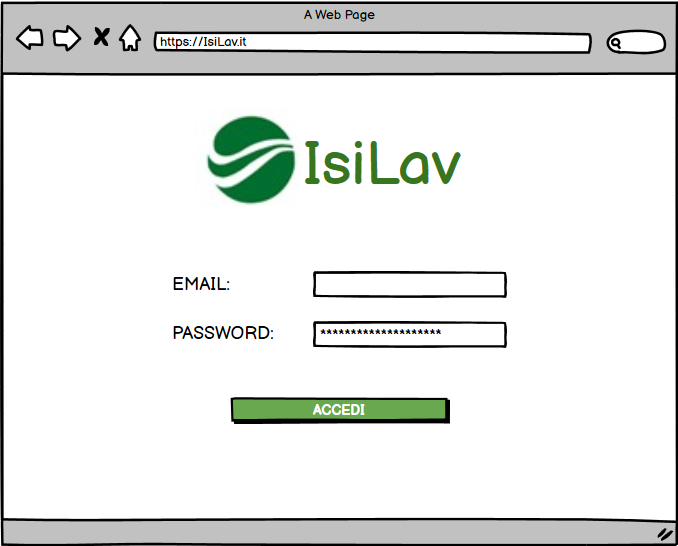 A Web Page
https://IsiLav.it
IsiLav
EMAIL:
PASSWORD: ********************
ACCEDI